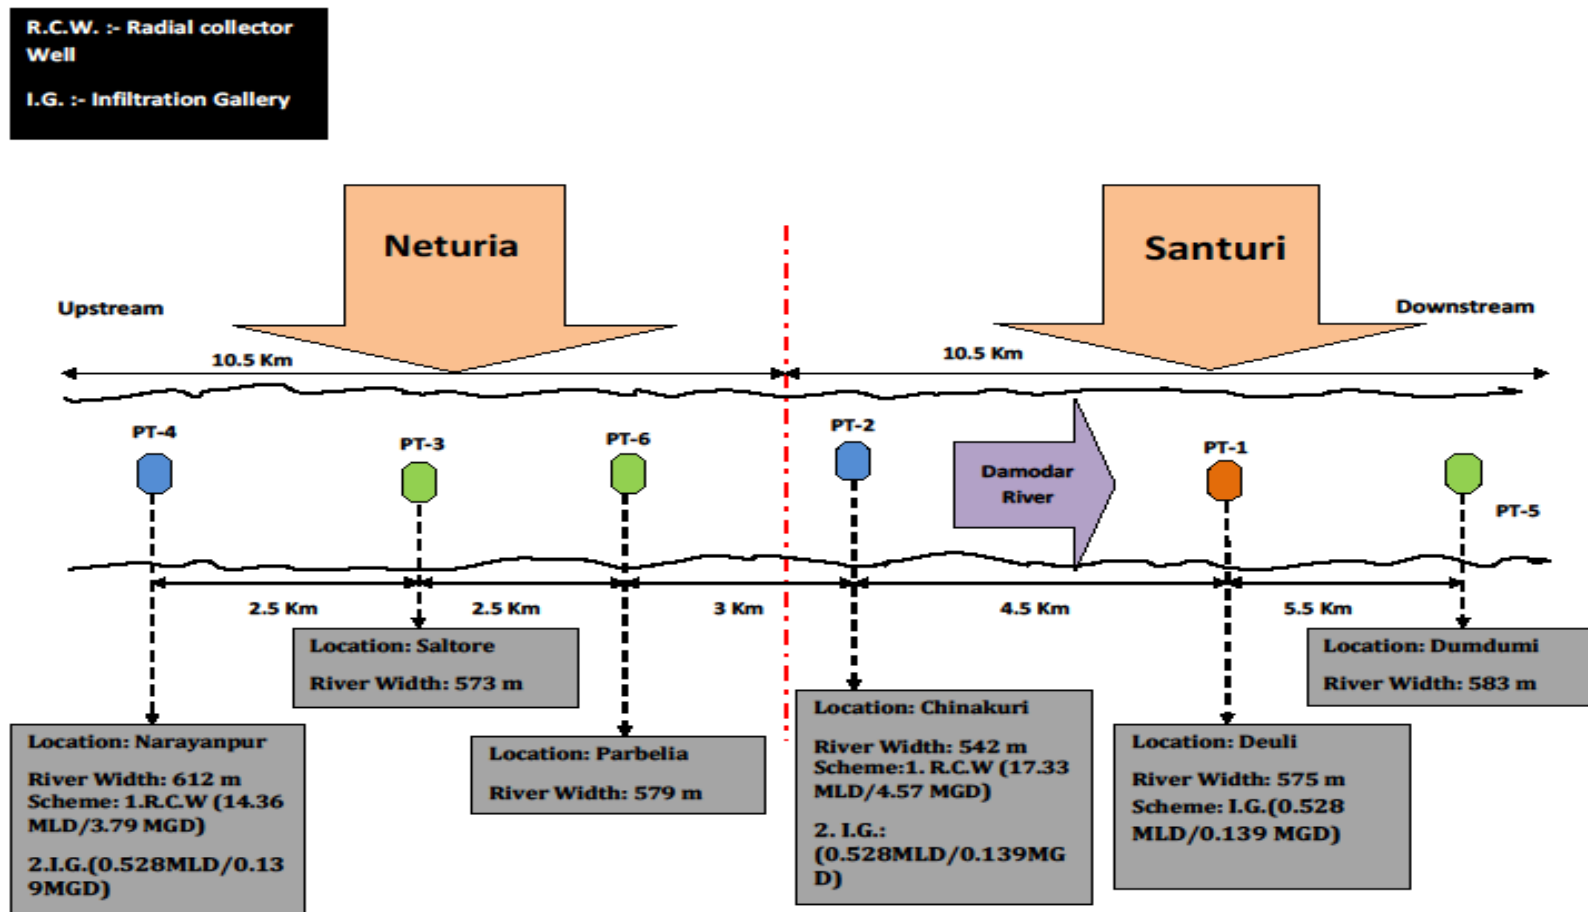 R.C.W. :- Radial collector
Well
I.G. :- Infiltration Gallery
Neturia
Santuri
Upstream
Downstream
10.5 Km
10.5 Km
PT-4
PT-3
PT-6
PT-2
PT-1
PT-5
Damodar
River
2.5 Km
2.5 Km
3 Km
4.5 Km
5.5 Km
Location: Narayanpur
River Width: 612 m
Scheme: 1.R.C.W (14.36
MLD/3.79 MGD)
2.I.G.(0.528MLD/0.13
9MGD)
Location: Saltore
River Width: 573 m
Location: Parbelia
River Width: 579 m
Location: Chinakuri
River Width: 542 m
Scheme:1. R.C.W (17.33
MLD/4.57 MGD)
2. I.G.:
(0.528MLD/0.139MG
D)
Location: Deuli
River Width: 575 m
Scheme: I.G.(0.528
MLD/0.139 MGD)
Location: Dumdumi
River Width: 583 m